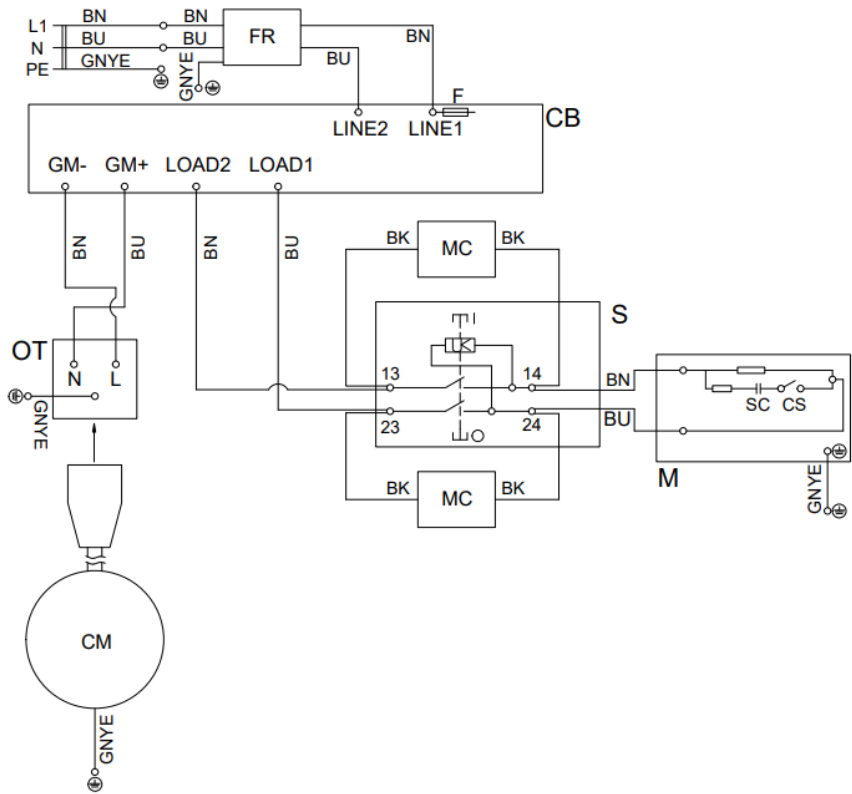 L1 BN BN
N BU BU
PE GNYE
GNYE
FR
BN
BU
F
LINE2 LINE1
CB
GM- GM+ LOAD2 LOAD1
BN BU BN BU
BK MC BK
I
S
OT
N L
GNYE
13 14
BN
23 24
BU
O
SC CS
M
GNYE
BK MC BK
CM
GNYE